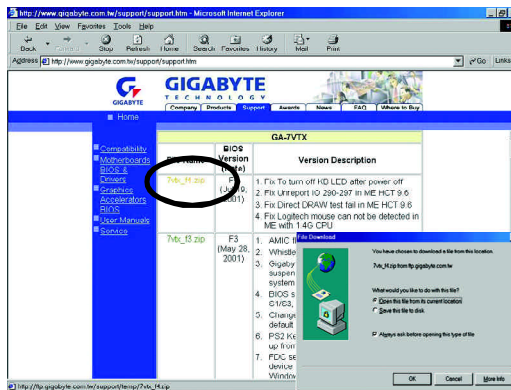 http://www.gigabyte.com.tw/support/support.htm - Microsoft Internet Explorer
File Edit View Favorites Tools Help
Back Forward Stop Refresh Home Search Favorites History Mail Print
Address http://www.gigabyte.com.tw/support/support.htm Go Links
GIGABYTE
GIGABYTE
TECHNOLOGY
Company Products Support Awards News FAQ Where to Buy
Home
Compatibility
Motherboards
BIOS &
Drivers
Graphics
Accelerators
BIOS
User Manuals
Service
GA-7VTX
File Name
BIOS
Version
(Date)
Version Description
7vtx_f4.zip
(Jul 10,
2001)
1. Fix To turn off HD LED after power off
2. Fix Unreport IO 290-297 in ME HCT 9.6
3. Fix Direct DRAW test fail in ME HCT 9.6
4. Fix Logitech mouse can not be detected in
ME with 1.4G CPU
7vtx_f3.zip
F3
(May 28,
2001)
1. AMIC
2. Whistle
3. Gigaby
suspen
system
4. BIOS s
C1/C3,
5. Change
default
6. PS2 Ke
up from
7. FDC se
device
Window
File Download
You have chosen to download a file from this location.
7vtx_f4.zip from ftp.gigabyte.com.tw
What would you like to do with this file?
Open this file from its current location
Save this file to disk
Always ask before opening this type of file
OK Cancel More Info
http://ftp.gigabyte.com.tw/support/temp/7vtx_f4.zip